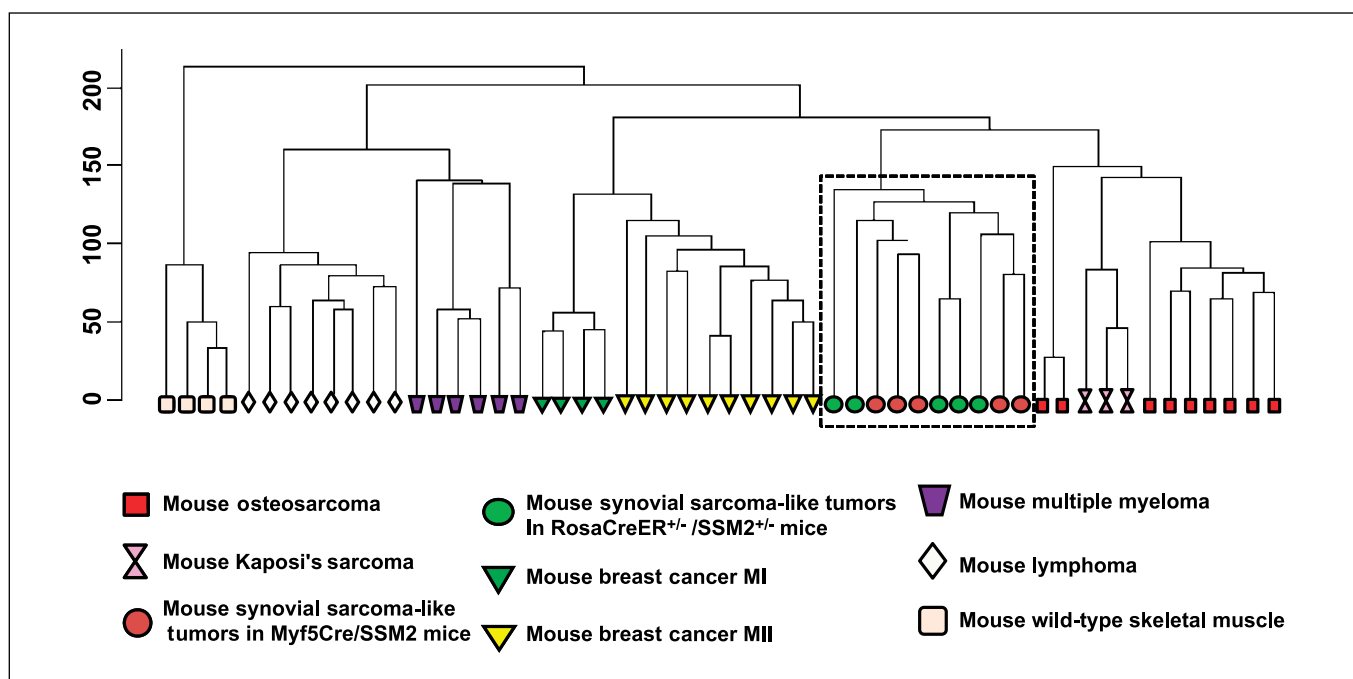 200
150
100
50
0
Mouse osteosarcoma
Mouse Kaposi's sarcoma
Mouse synovial sarcoma-like
tumors in Myf5Cre/SSM2 mice
Mouse synovial sarcoma-like tumors
In RosaCreER+/- /SSM2+/- mice
Mouse breast cancer MI
Mouse breast cancer MII
Mouse multiple myeloma
Mouse lymphoma
Mouse wild-type skeletal muscle